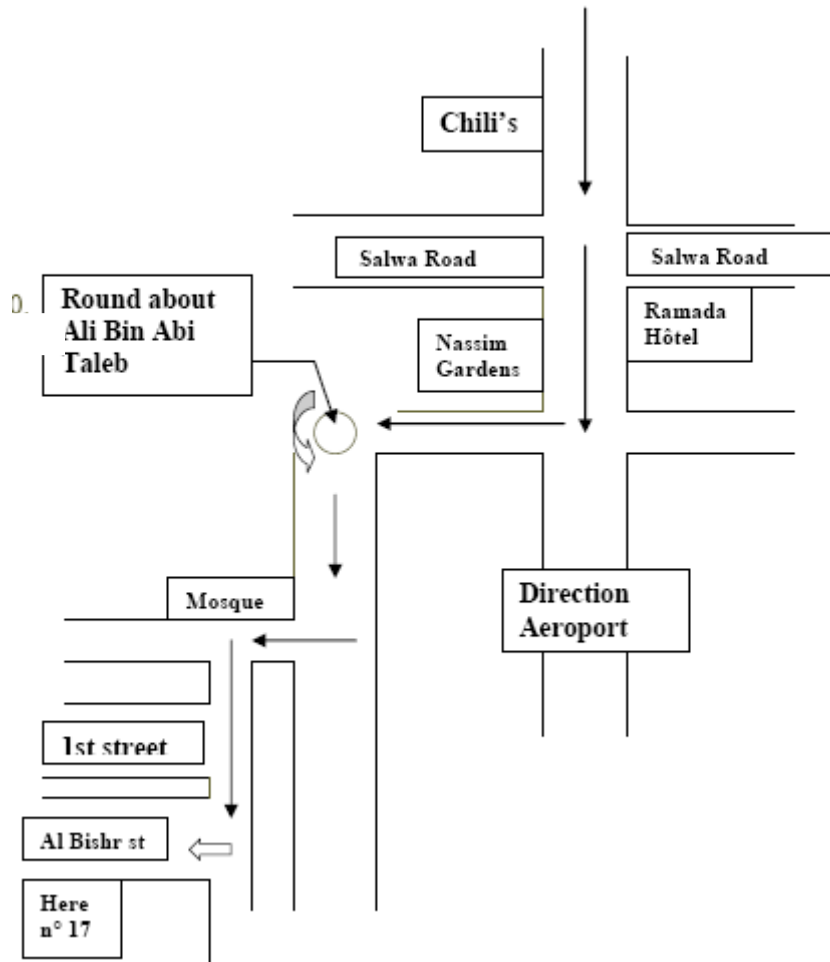 Chili's
Salwa Road
Salwa Road
Round about
Ali Bin Abi
Taleb
Ramada
Hôtel
Nassim
Gardens
Mosque
Direction
Aeroport
1st street
Al Bishr st
Here
n° 17